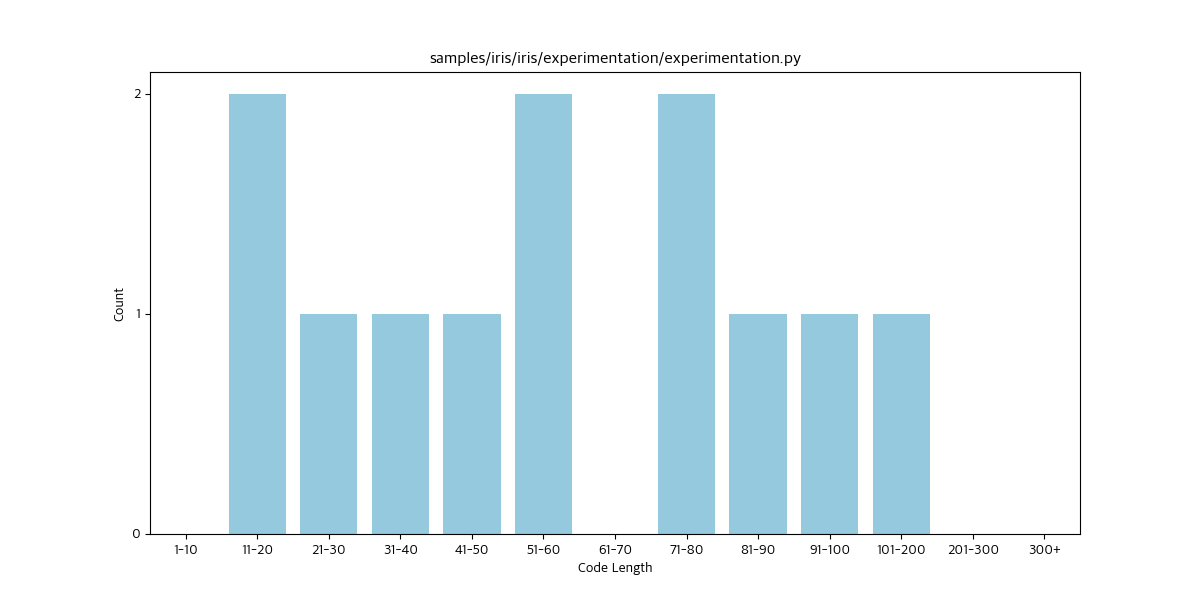 samples/iris/iris/experimentation/experimentation.py
2
1
0
Count
1-10 11-20 21-30 31-40 41-50 51-60 61-70 71-80 81-90 91-100 101-200 201-300 300+
Code Length